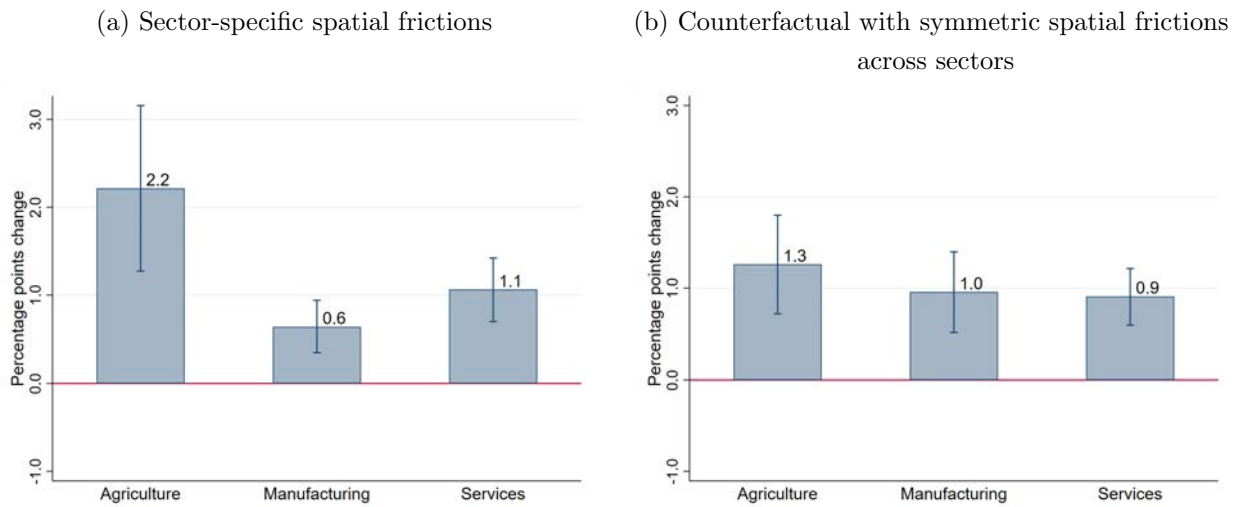 (a) Sector-specific spatial frictions
Percentage points change
3.0
2.0
1.0
0.0
-1.0
2.2
0.6
1.1
Agriculture
Manufacturing
Services
(b) Counterfactual with symmetric spatial frictions
across sectors
Percentage points change
3.0
2.0
1.0
0.0
-1.0
1.3
1.0
0.9
Agriculture
Manufacturing
Services